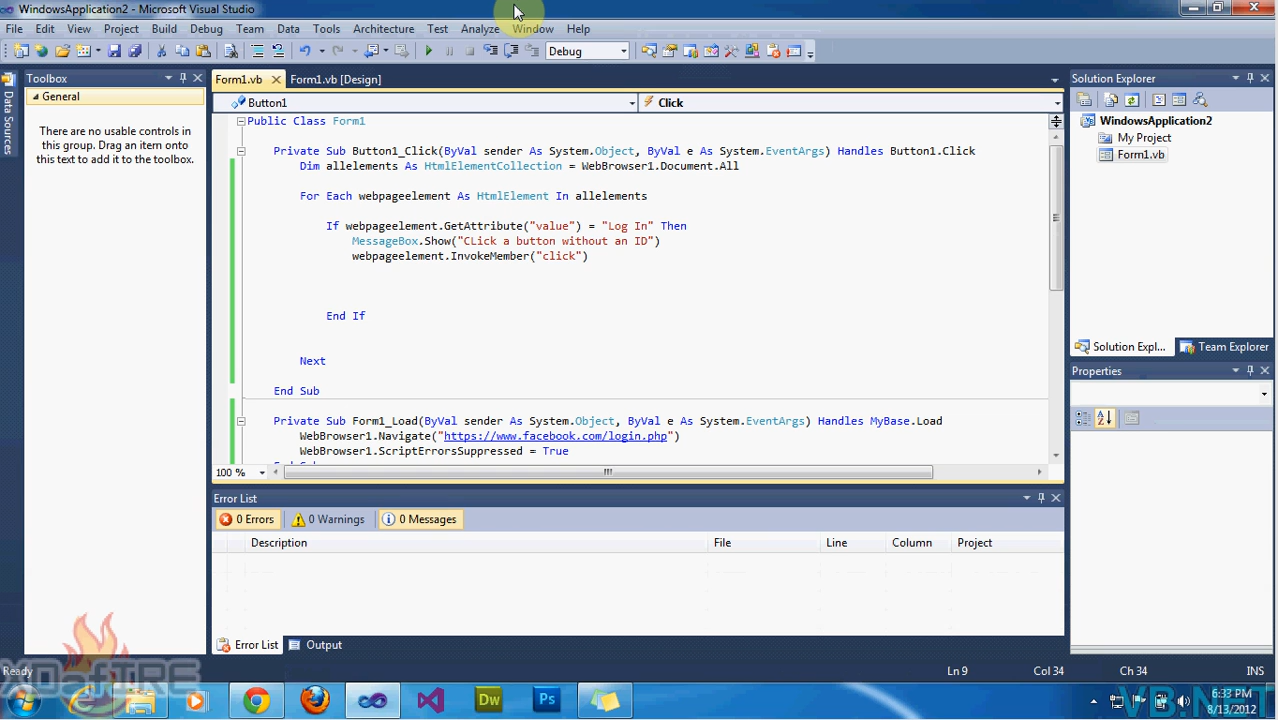 WindowsApplication2 - Microsoft Visual Studio
File Edit View Project Build Debug Team Data Tools Architecture Test Analyze Window Help
Debug
Data Sources
Toolbox
General
There are no usable controls in
this group. Drag an item onto
this text to add it to the toolbox.
Form1.vb Form1.vb [Design]
Button1 Click
Public Class Form1
Private Sub Button1_Click(ByVal sender As System.Object, ByVal e As System.EventArgs) Handles Button1.Click
Dim allelements As HtmlElementCollection = WebBrowser1.Document.All
For Each webpageelement As HtmlElement In allelements
If webpageelement.GetAttribute("value") = "Log In" Then
MessageBox.Show("CLick a button without an ID")
webpageelement.InvokeMember("click")
End If
Next
End Sub
Private Sub Form1_Load(ByVal sender As System.Object, ByVal e As System.EventArgs) Handles MyBase.Load
WebBrowser1.Navigate("https://www.facebook.com/login.php")
WebBrowser1.ScriptErrorsSuppressed = True
End Sub
100 %
Solution Explorer
WindowsApplication2
My Project
Form1.vb
Solution Expl... Team Explorer
Properties
Error List
0 Errors 0 Warnings 0 Messages
Description File Line Column Project
Error List Output
Ready Ln 9 Col 34 Ch 34 INS
XDafIRE
Dw Ps
6:33 PM
8/13/2012
VB.NET